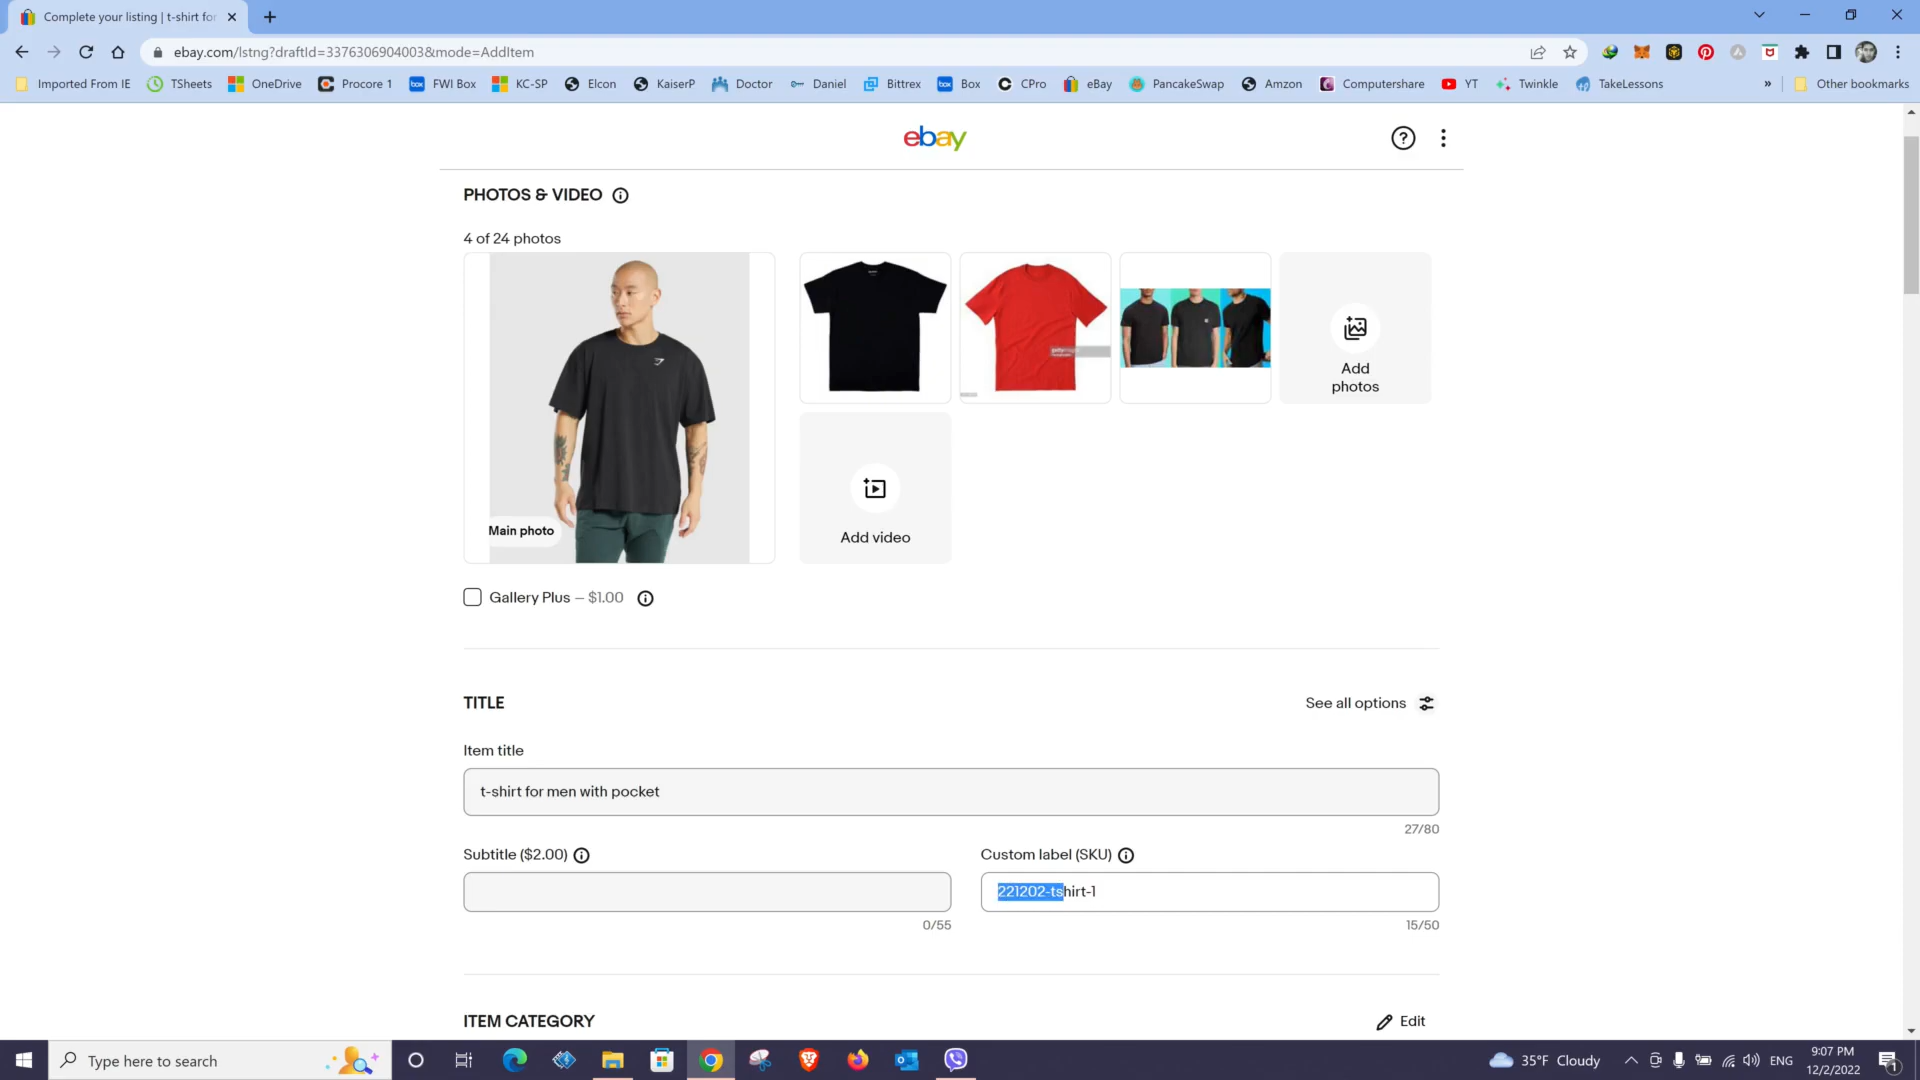 Complete your listing | t-shirt for
ebay.com/lstng?draftId=3376306904003&mode=AddItem
Imported From IE TSheets OneDrive Procore 1 FWI Box KC-SP Elcon KaiserP Doctor Daniel Bittrex Box CPro eBay PancakeSwap Amzon Computershare YT Twinkle TakeLessons » Other bookmarks
ebay
PHOTOS & VIDEO
4 of 24 photos
Main photo
Add
photos
Add video
Gallery Plus – $1.00
TITLE
See all options
Item title
t-shirt for men with pocket
27/80
Subtitle ($2.00)
Custom label (SKU)
221202-tshirt-1
0/55
15/50
ITEM CATEGORY
Edit
Type here to search
35°F Cloudy
ENG
9:07 PM
12/2/2022
1